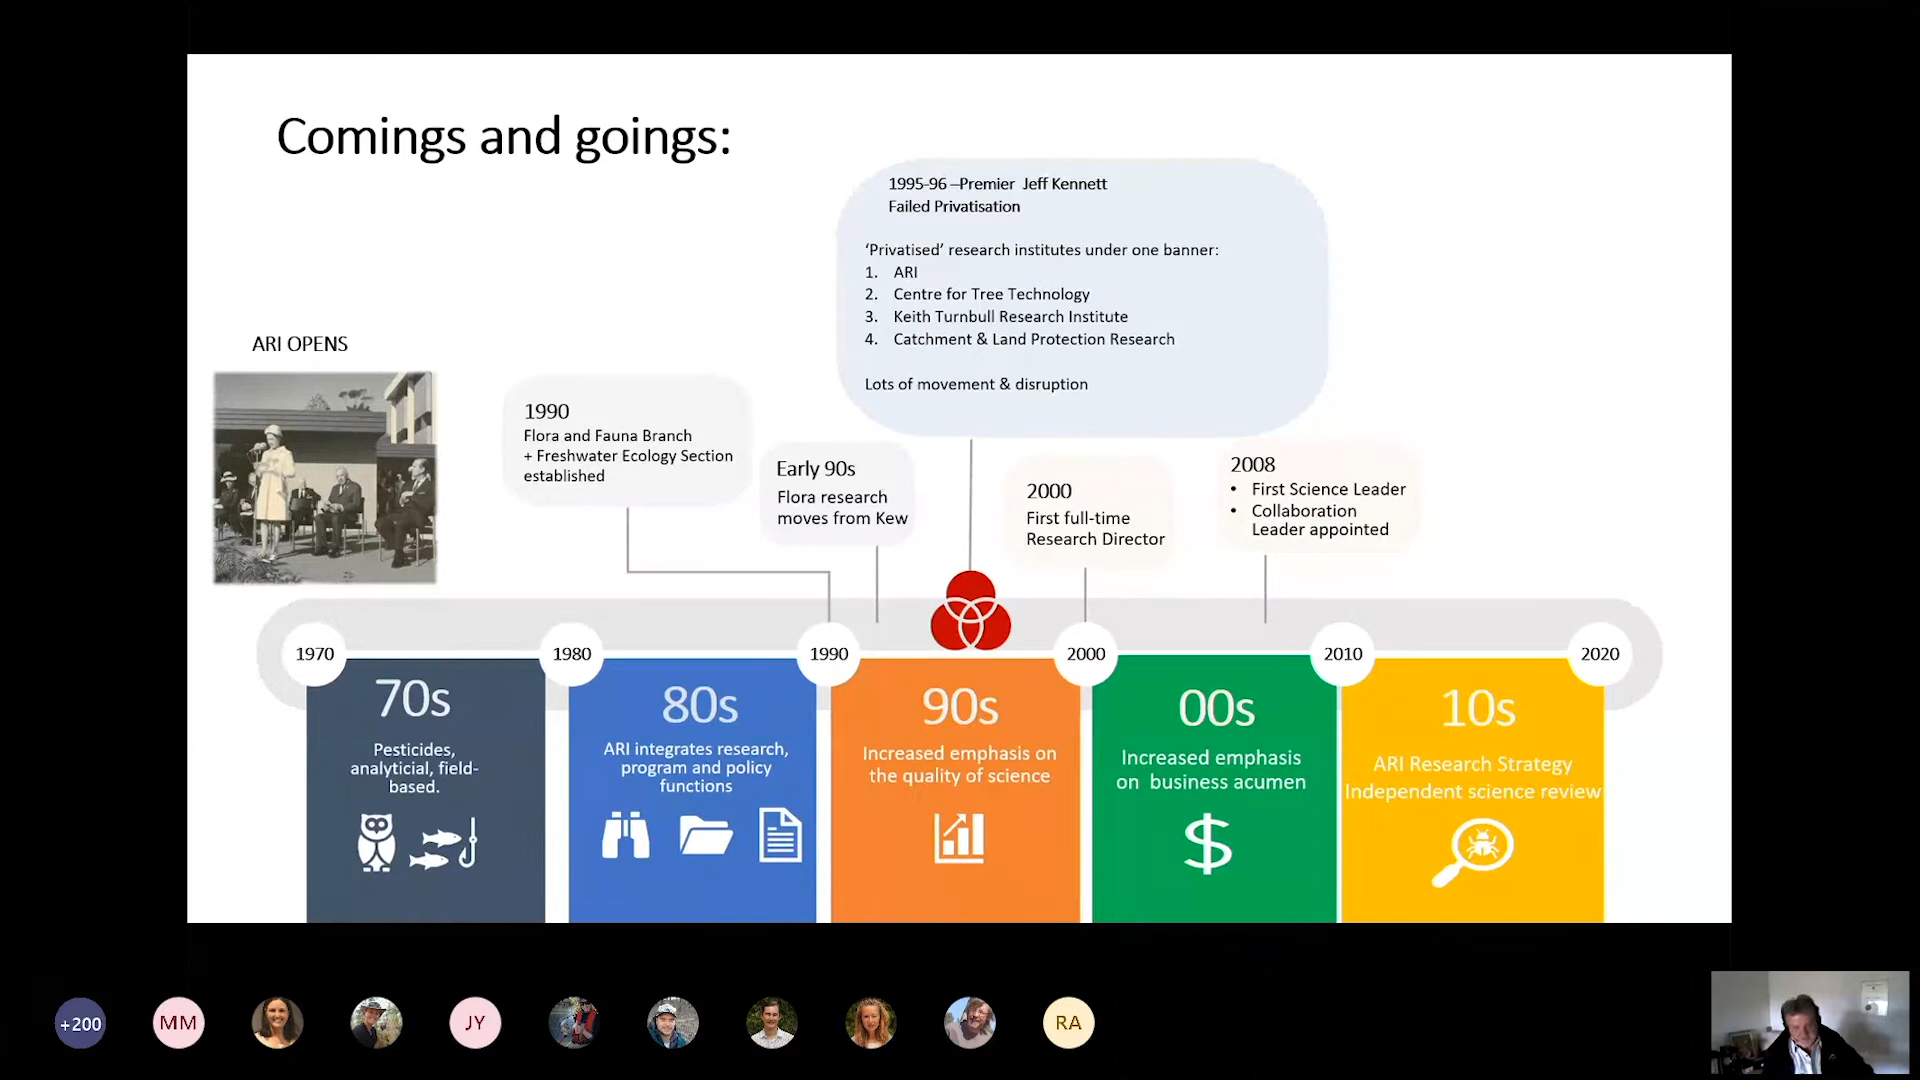 Comings and goings:
1995-96 –Premier  Jeff Kennett
Failed Privatisation
‘Privatised’ research institutes under one banner:
1. ARI
2. Centre for Tree Technology
3. Keith Turnbull Research Institute
4. Catchment & Land Protection Research
Lots of movement & disruption
ARI OPENS
1990
Flora and Fauna Branch
+ Freshwater Ecology Section
established
Early 90s
Flora research
moves from Kew
2000
First full-time
Research Director
2008
• First Science Leader
• Collaboration
Leader appointed
1970
1980
1990
2000
2010
2020
70s
Pesticides,
analyticial, field-
based.
80s
ARI integrates research,
program and policy
functions
90s
Increased emphasis on
the quality of science
00s
Increased emphasis
on  business acumen
10s
ARI Research Strategy
Independent science review
+200
MM
JY
RA